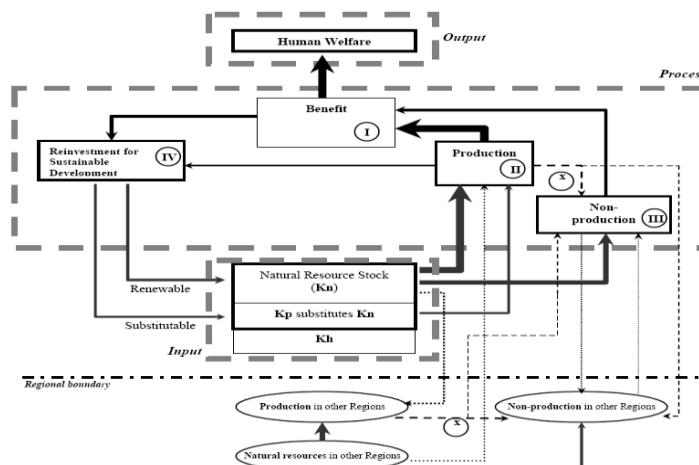 Human Welfare
Output
Proces
Benefit
I
Reinvestment for
Sustainable
Development
IV
Production
II
x
Non-
production
III
Natural Resource Stock
(Kn)
Renewable
Kp substitutes Kn
Substitutable
Kh
Input
Regional boundary
Production in other Regions
x
Non-production in other Regions
Natural resources in other Regions